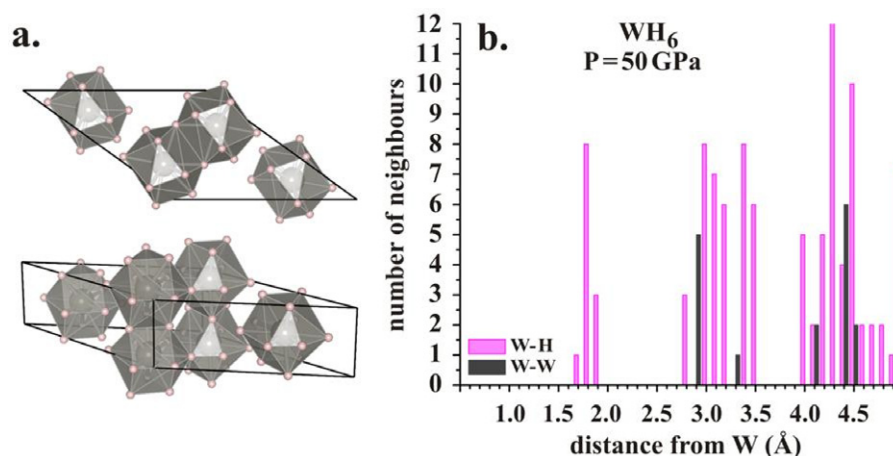 a.
b.
WH6
P = 50 GPa
number of neighbours
12
11
10
9
8
7
6
5
4
3
2
1
0
W-H
W-W
1.0 1.5 2.0 2.5 3.0 3.5 4.0 4.5
distance from W (Å)